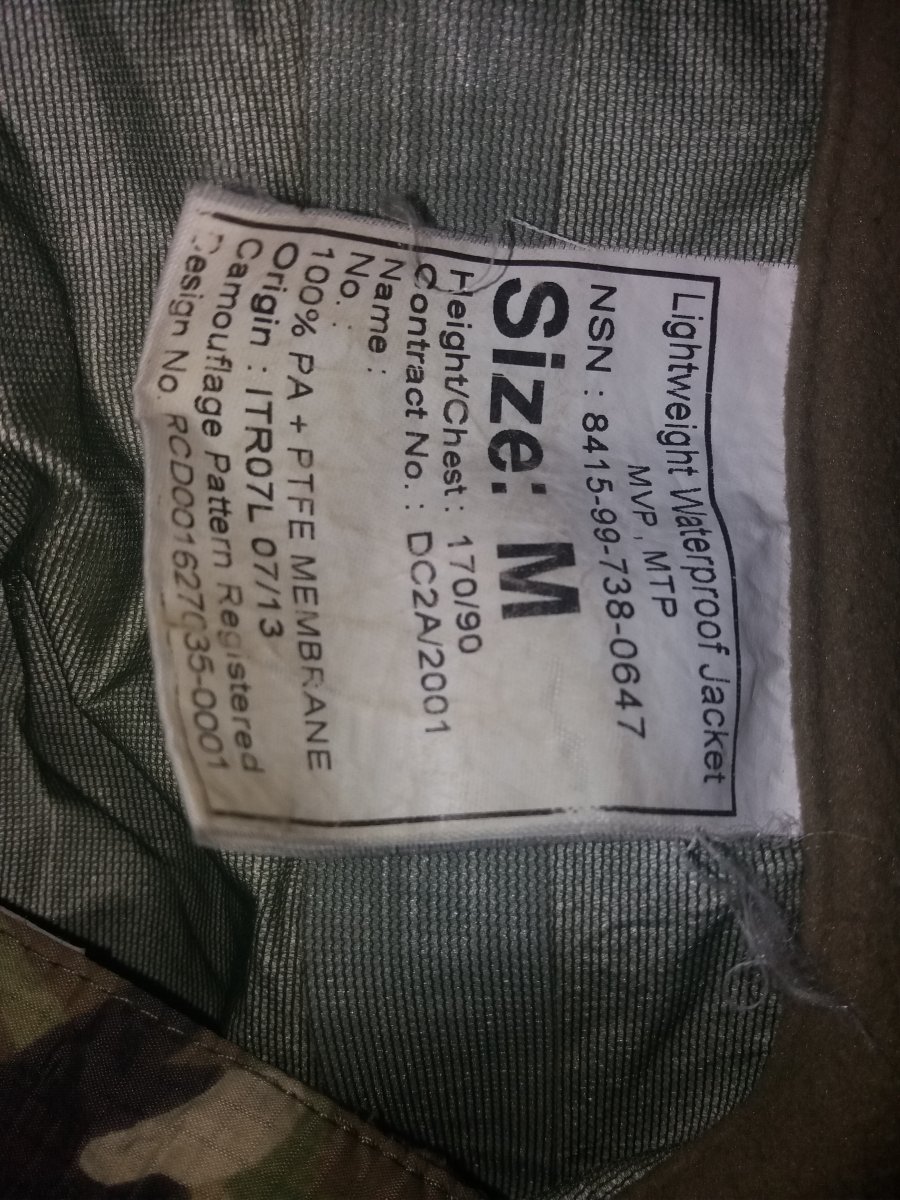 Lightweight Waterproof Jacket
MVP, MTP
NSN : 8415-99-738-0647
Size: M
Height/Chest : 170/90
Contract No. : DC2A/2001
Name :
No. :
100% PA + PTFE MEMBRANE
Origin : ITR07L 07/13
Camouflage Pattern Registered
Design No. RCD001627035-0001